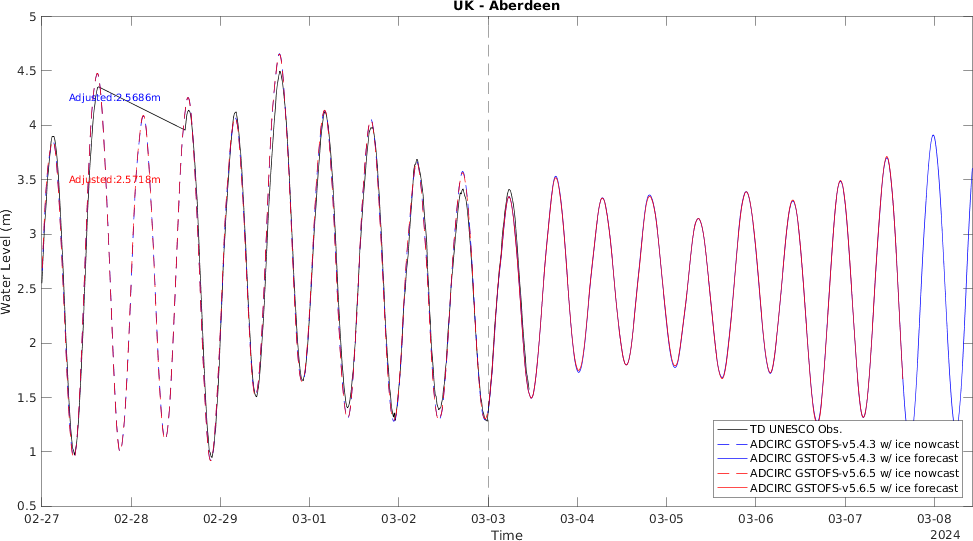 UK - Aberdeen
5
4.5
4
3.5
3
2.5
2
1.5
1
0.5
Water Level (m)
Adjusted:2.5686m
Adjusted:2.5718m
TD UNESCO Obs.
ADCIRC GSTOFS-v5.4.3 w/ ice nowcast
ADCIRC GSTOFS-v5.4.3 w/ ice forecast
ADCIRC GSTOFS-v5.6.5 w/ ice nowcast
ADCIRC GSTOFS-v5.6.5 w/ ice forecast
02-27 02-28 02-29 03-01 03-02 03-03 03-04 03-05 03-06 03-07 03-08
Time
2024